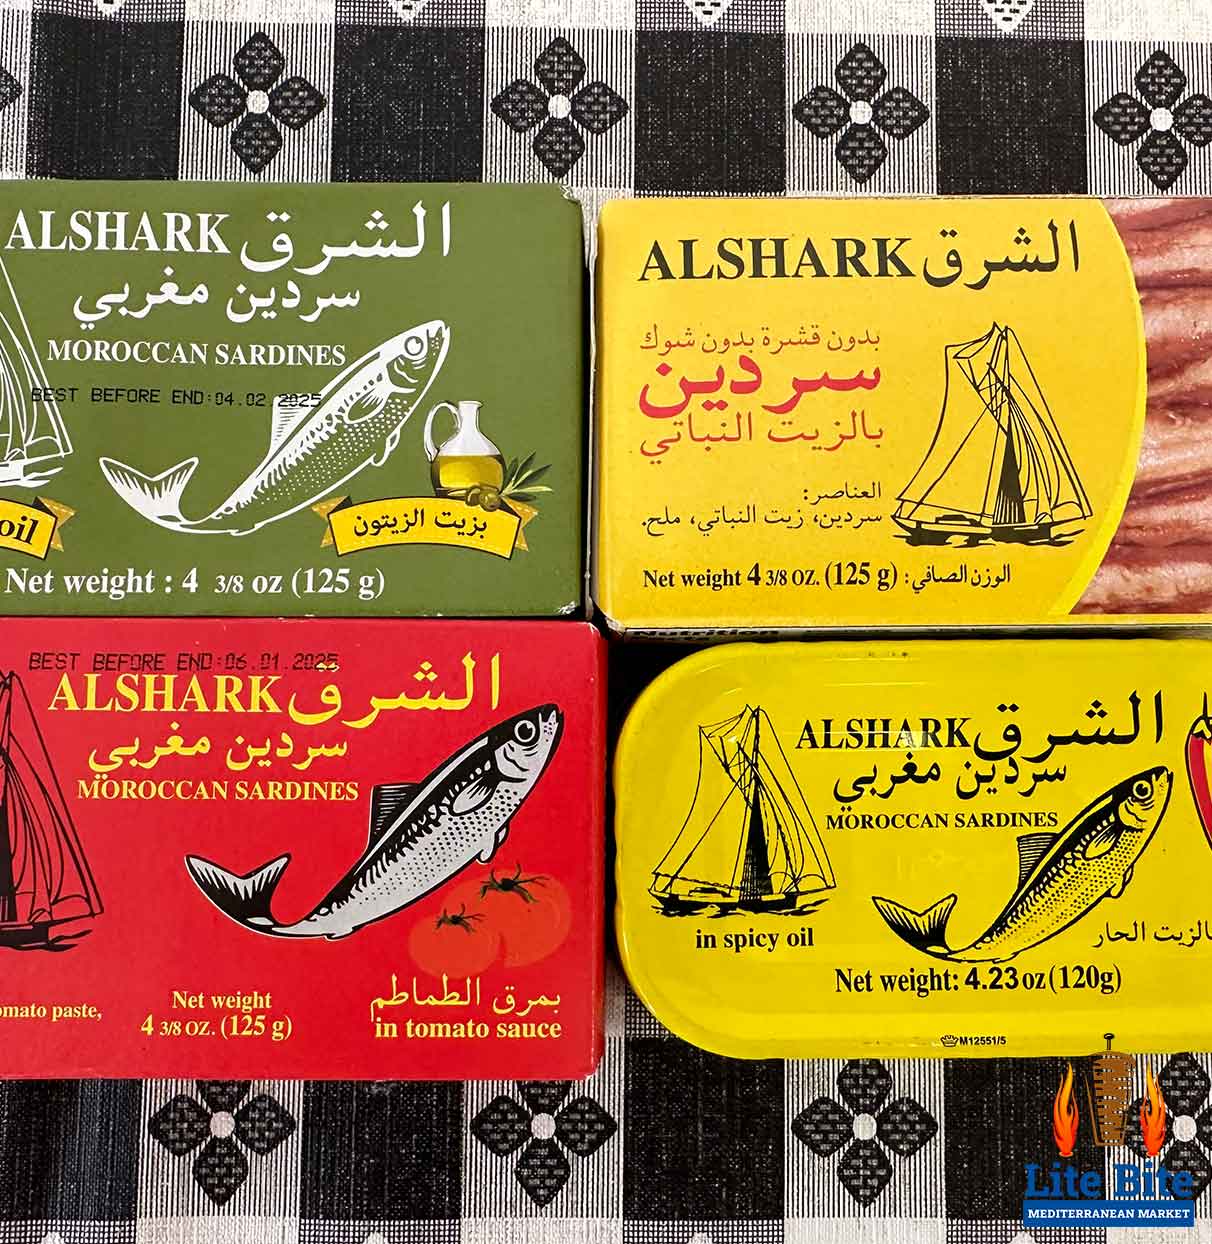 ALSHARK الشرق
سردين مغربي
MOROCCAN SARDINES
BEST BEFORE END:04.02.2025
oil
بزيت الزيتون
Net weight : 4 3/8 oz (125 g)
ALSHARK الشرق
بدون قشرة بدون شوك
سردين
بالزيت النباتي
العناصر:
سردين، زيت النباتي، ملح.
Net weight 4 3/8 OZ. (125 g) : الوزن الصافي
Nutrition
BEST BEFORE END:06.01.2025
ALSHARK الشرق
سردين مغربي
MOROCCAN SARDINES
omato paste,
Net weight
4 3/8 OZ. (125 g)
بمرق الطماطم
in tomato sauce
ALSHARK الشرق
سردين مغربي
MOROCCAN SARDINES
in spicy oil
بالزيت الحار
Net weight: 4.23 oz (120g)
M12551/5
Lite Bite
MEDITERRANEAN MARKET